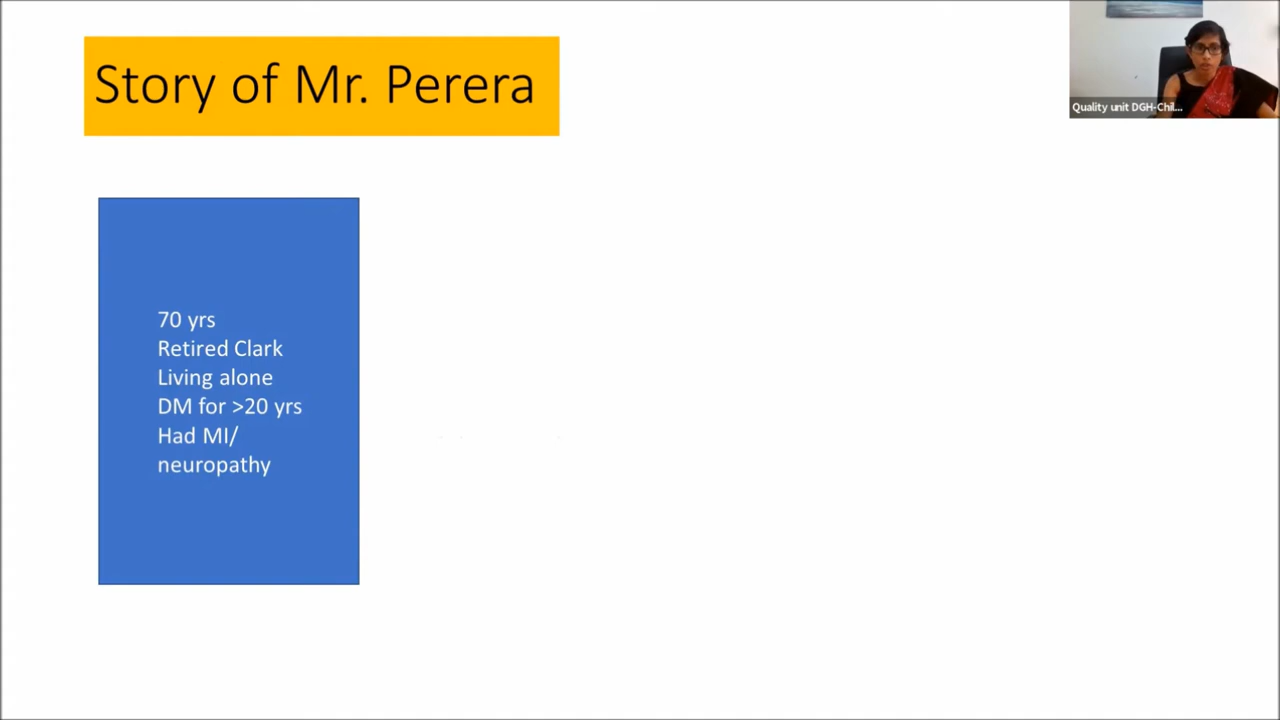 Story of Mr. Perera
Quality unit DGH-Chil...
70 yrs
Retired Clark
Living alone
DM for >20 yrs
Had MI/
neuropathy